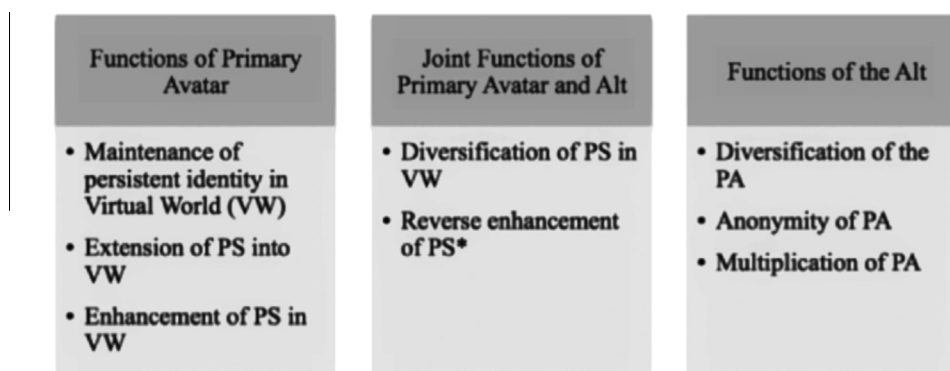 Functions of Primary
Avatar
• Maintenance of
persistent identity in
Virtual World (VW)
• Extension of PS into
VW
• Enhancement of PS in
VW
Joint Functions of
Primary Avatar and Alt
• Diversification of PS in
VW
• Reverse enhancement
of PS*
Functions of the Alt
• Diversification of the
PA
• Anonymity of PA
• Multiplication of PA